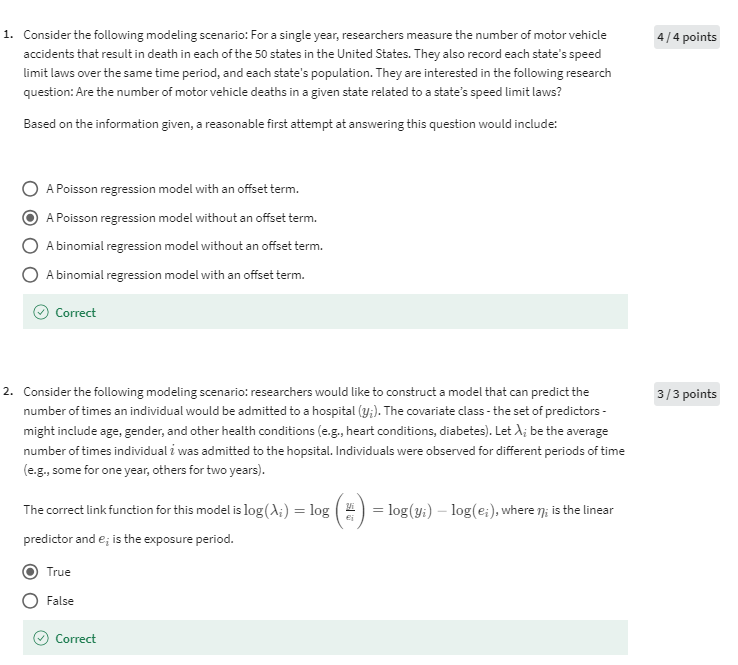 1. Consider the following modeling scenario: For a single year, researchers measure the number of motor vehicle
4 / 4 points
accidents that result in death in each of the 50 states in the United States. They also record each state's speed
limit laws over the same time period, and each state's population. They are interested in the following research
question: Are the number of motor vehicle deaths in a given state related to a state's speed limit laws?
Based on the information given, a reasonable first attempt at answering this question would include:
A Poisson regression model with an offset term.
A Poisson regression model without an offset term.
A binomial regression model without an offset term.
A binomial regression model with an offset term.
Correct
2. Consider the following modeling scenario: researchers would like to construct a model that can predict the
3 / 3 points
number of times an individual would be admitted to a hospital (yᵢ). The covariate class - the set of predictors -
might include age, gender, and other health conditions (e.g., heart conditions, diabetes). Let λᵢ be the average
number of times individual i was admitted to the hopsital. Individuals were observed for different periods of time
(e.g., some for one year, others for two years).
The correct link function for this model is log(λᵢ) = log (yᵢ/eᵢ) = log(yᵢ) − log(eᵢ), where ηᵢ is the linear
predictor and eᵢ is the exposure period.
True
False
Correct